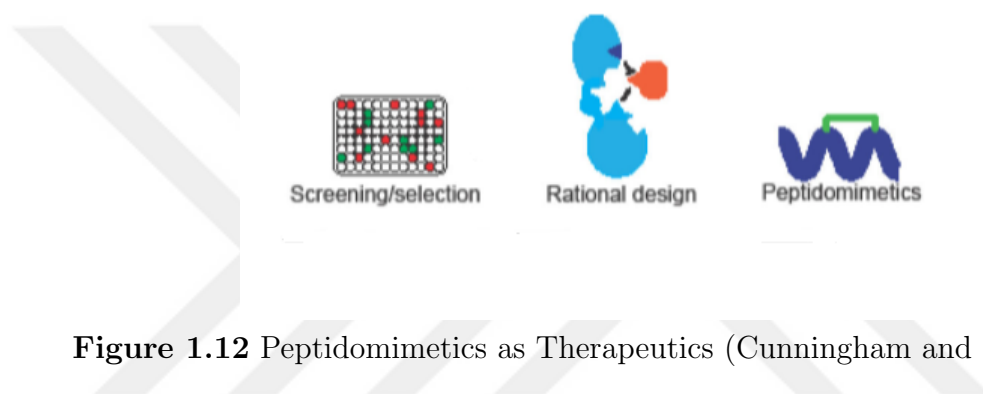 Screening/selection Rational design Peptidomimetics
Figure 1.12 Peptidomimetics as Therapeutics (Cunningham and